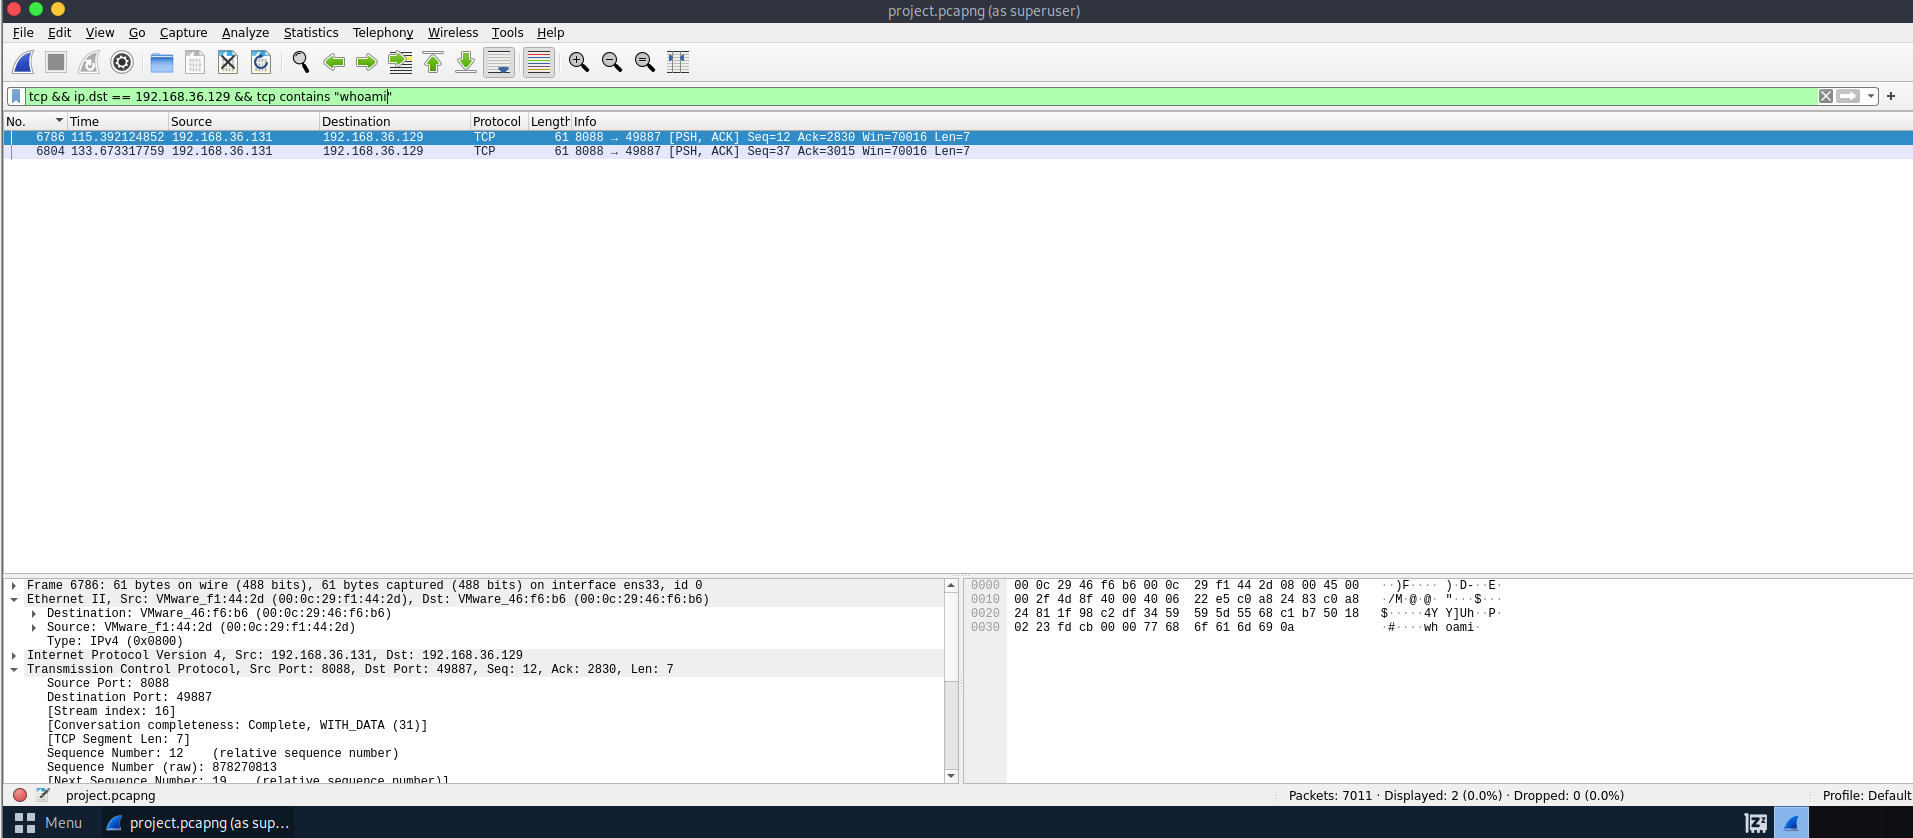 project.pcapng (as superuser)
File Edit View Go Capture Analyze Statistics Telephony Wireless Tools Help
tcp && ip.dst == 192.168.36.129 && tcp contains "whoami"
No. Time Source Destination Protocol Length Info
6786 115.392124852 192.168.36.131 192.168.36.129 TCP 61 8088 → 49887 [PSH, ACK] Seq=12 Ack=2830 Win=70016 Len=7
6804 133.673317759 192.168.36.131 192.168.36.129 TCP 61 8088 → 49887 [PSH, ACK] Seq=37 Ack=3015 Win=70016 Len=7
Frame 6786: 61 bytes on wire (488 bits), 61 bytes captured (488 bits) on interface ens33, id 0
Ethernet II, Src: VMware_f1:44:2d (00:0c:29:f1:44:2d), Dst: VMware_46:f6:b6 (00:0c:29:46:f6:b6)
Destination: VMware_46:f6:b6 (00:0c:29:46:f6:b6)
Source: VMware_f1:44:2d (00:0c:29:f1:44:2d)
Type: IPv4 (0x0800)
Internet Protocol Version 4, Src: 192.168.36.131, Dst: 192.168.36.129
Transmission Control Protocol, Src Port: 8088, Dst Port: 49887, Seq: 12, Ack: 2830, Len: 7
Source Port: 8088
Destination Port: 49887
[Stream index: 16]
[Conversation completeness: Complete, WITH_DATA (31)]
[TCP Segment Len: 7]
Sequence Number: 12 (relative sequence number)
Sequence Number (raw): 878270813
[Next Sequence Number: 19 (relative sequence number)]
0000 00 0c 29 46 f6 b6 00 0c 29 f1 44 2d 08 00 45 00 ··)F···· )·D-··E·
0010 00 2f 4d 8f 40 00 40 06 22 e5 c0 a8 24 83 c0 a8 ·/M·@·@· "···$···
0020 24 81 1f 98 c2 df 34 59 59 5d 55 68 c1 b7 50 18 $·····4Y Y]Uh··P·
0030 02 23 fd cb 00 00 77 68 6f 61 6d 69 0a ·#····wh oami·
project.pcapng
Packets: 7011 · Displayed: 2 (0.0%) · Dropped: 0 (0.0%)
Profile: Default
Menu
project.pcapng (as sup...